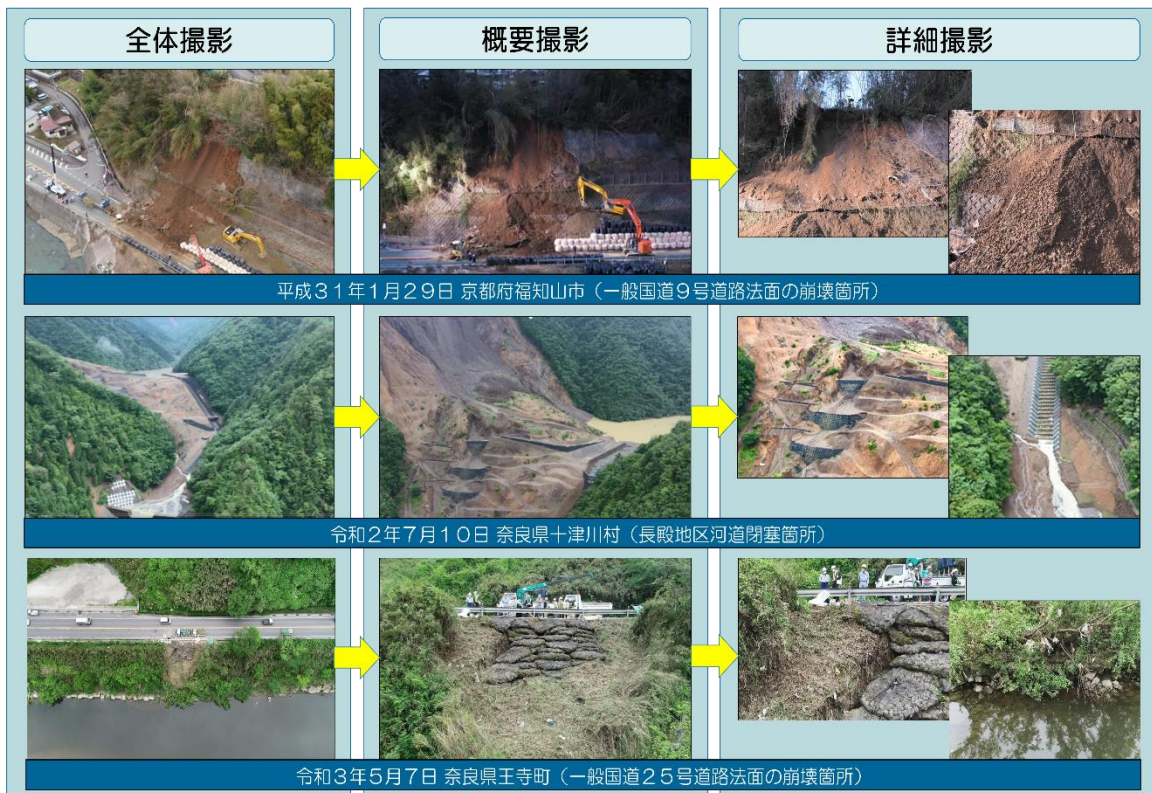 全体撮影
概要撮影
詳細撮影
平成31年1月29日 京都府福知山市（一般国道9号道路法面の崩壊箇所）
令和2年7月10日 奈良県十津川村（長殿地区河道閉塞箇所）
令和3年5月7日 奈良県王寺町（一般国道25号道路法面の崩壊箇所）